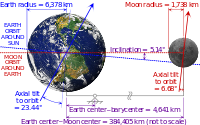 Earth radius = 6,378 km
Moon radius = 1,738 km
EARTH
ORBIT
AROUND
SUN
Inclination = 5.14°
MOON
ORBIT
AROUND
EARTH
Axial tilt
to orbit
= 23.44°
Axial tilt
to orbit
= 6.68°
Earth center–barycenter = 4,641 km
Earth center–Moon center = 384,405 km (not to scale)